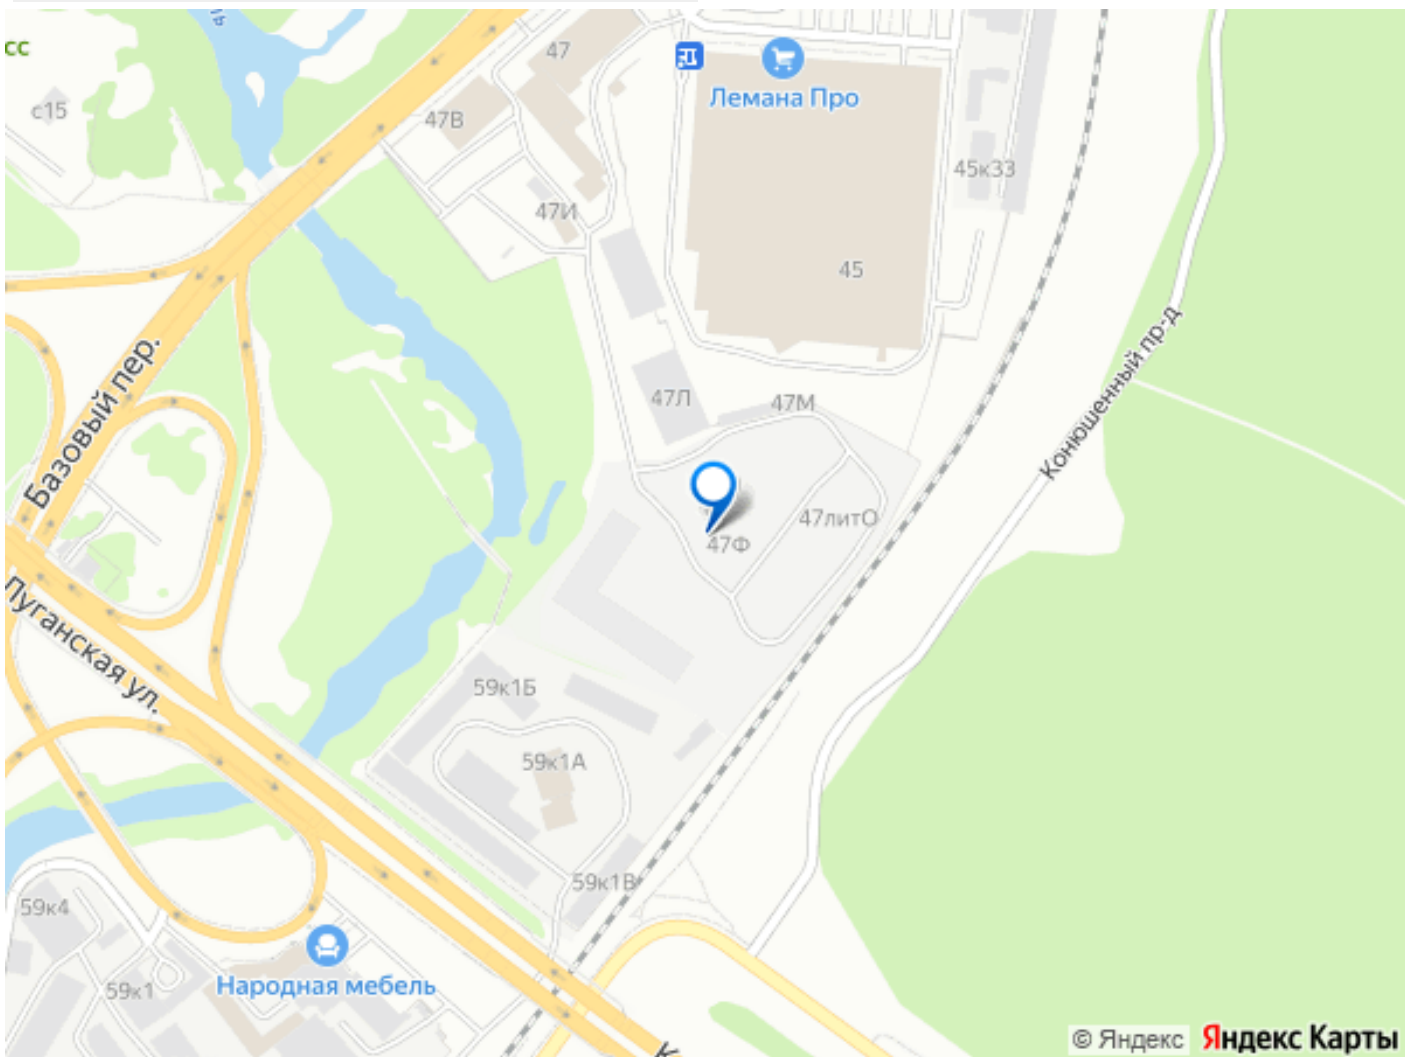 сс
с15
47
47В
Лемана Про
45к33
47И
45
Конюшенный пр-д
Базовый пер.
47Л
47М
47литО
47Ф
Луганская ул.
59к1Б
59к1А
59к1В
59к4
59к1
Народная мебель
© Яндекс Яндекс Карты